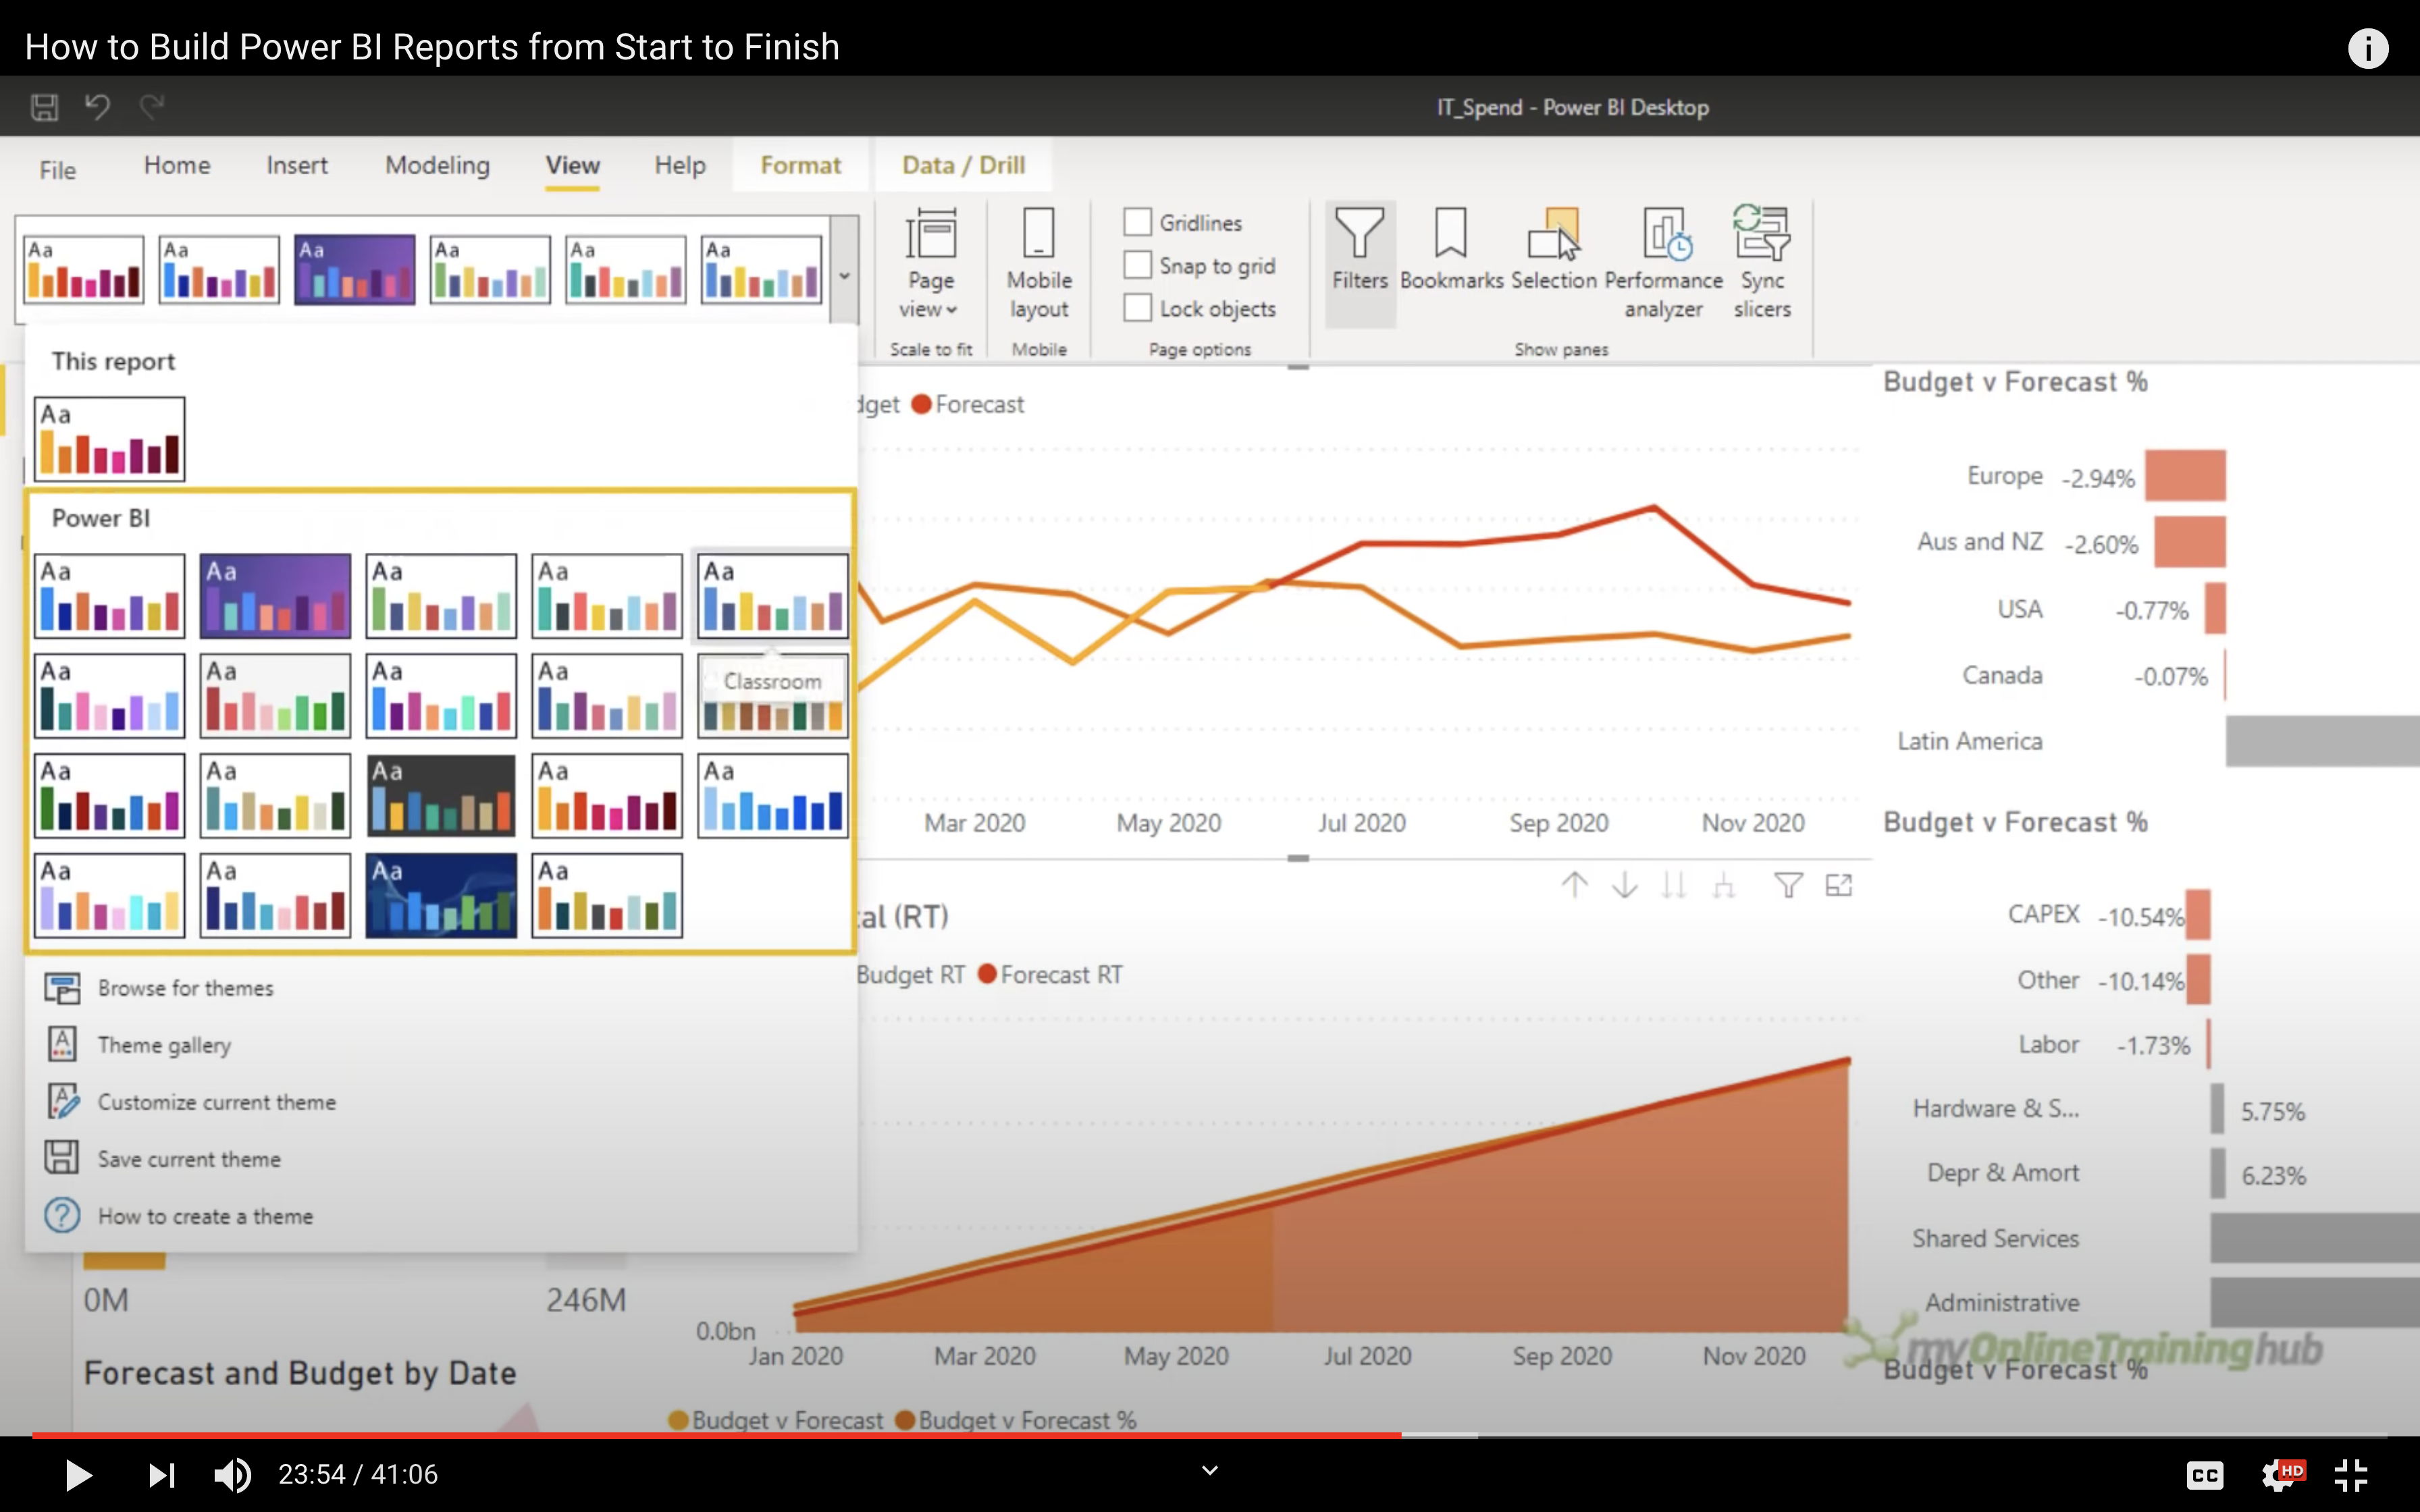 How to Build Power BI Reports from Start to Finish
IT_Spend - Power BI Desktop
File Home Insert Modeling View Help Format Data / Drill
Aa Aa Aa Aa Aa Aa
Page view
Scale to fit
Mobile layout
Mobile
Gridlines
Snap to grid
Lock objects
Page options
Filters Bookmarks Selection Performance analyzer Sync slicers
Show panes
This report
Aa
Power BI
Aa Aa Aa Aa Aa
Aa Aa Aa Aa
Classroom
Aa Aa Aa Aa Aa
Aa Aa Aa Aa
Browse for themes
Theme gallery
Customize current theme
Save current theme
How to create a theme
0M 246M
Forecast and Budget by Date
Forecast
Mar 2020 May 2020 Jul 2020 Sep 2020 Nov 2020
(RT)
Budget RT Forecast RT
0.0bn
Jan 2020 Mar 2020 May 2020 Jul 2020 Sep 2020 Nov 2020
Budget v Forecast Budget v Forecast %
Budget v Forecast %
Europe -2.94%
Aus and NZ -2.60%
USA -0.77%
Canada -0.07%
Latin America
Budget v Forecast %
CAPEX -10.54%
Other -10.14%
Labor -1.73%
Hardware & S... 5.75%
Depr & Amort 6.23%
Shared Services
Administrative
myOnlineTraininghub
Budget v Forecast %
23:54 / 41:06
CC
HD